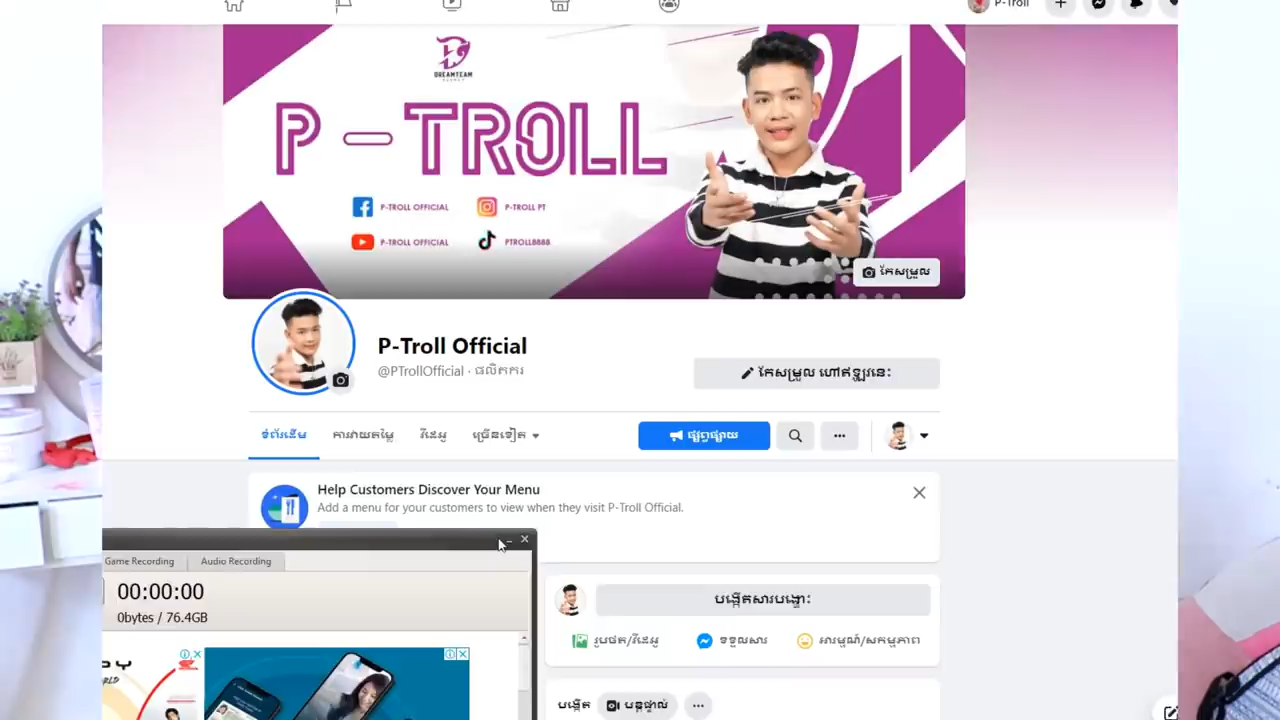 P-Troll
DREAMTEAM
P-TROLL
P-TROLL OFFICIAL
P-TROLL PT
P-TROLL OFFICIAL
PTROLL8888
កែសម្រួល
P-Troll Official
@PTrollOfficial · ផលិតករ
កែសម្រួល ហៅឥឡូវនេះ
ទំព័រដើម
ការវាយតម្លៃ
វីដេអូ
ច្រើនទៀត
ផ្សព្វផ្សាយ
Help Customers Discover Your Menu
Add a menu for your customers to view when they visit P-Troll Official.
Game Recording
Audio Recording
00:00:00
0bytes / 76.4GB
បង្កើតសារបង្ហោះ
រូបថត/វីដេអូ
ទទួលសារ
អារម្មណ៍/សកម្មភាព
បង្កើត
បន្តផ្ទាល់